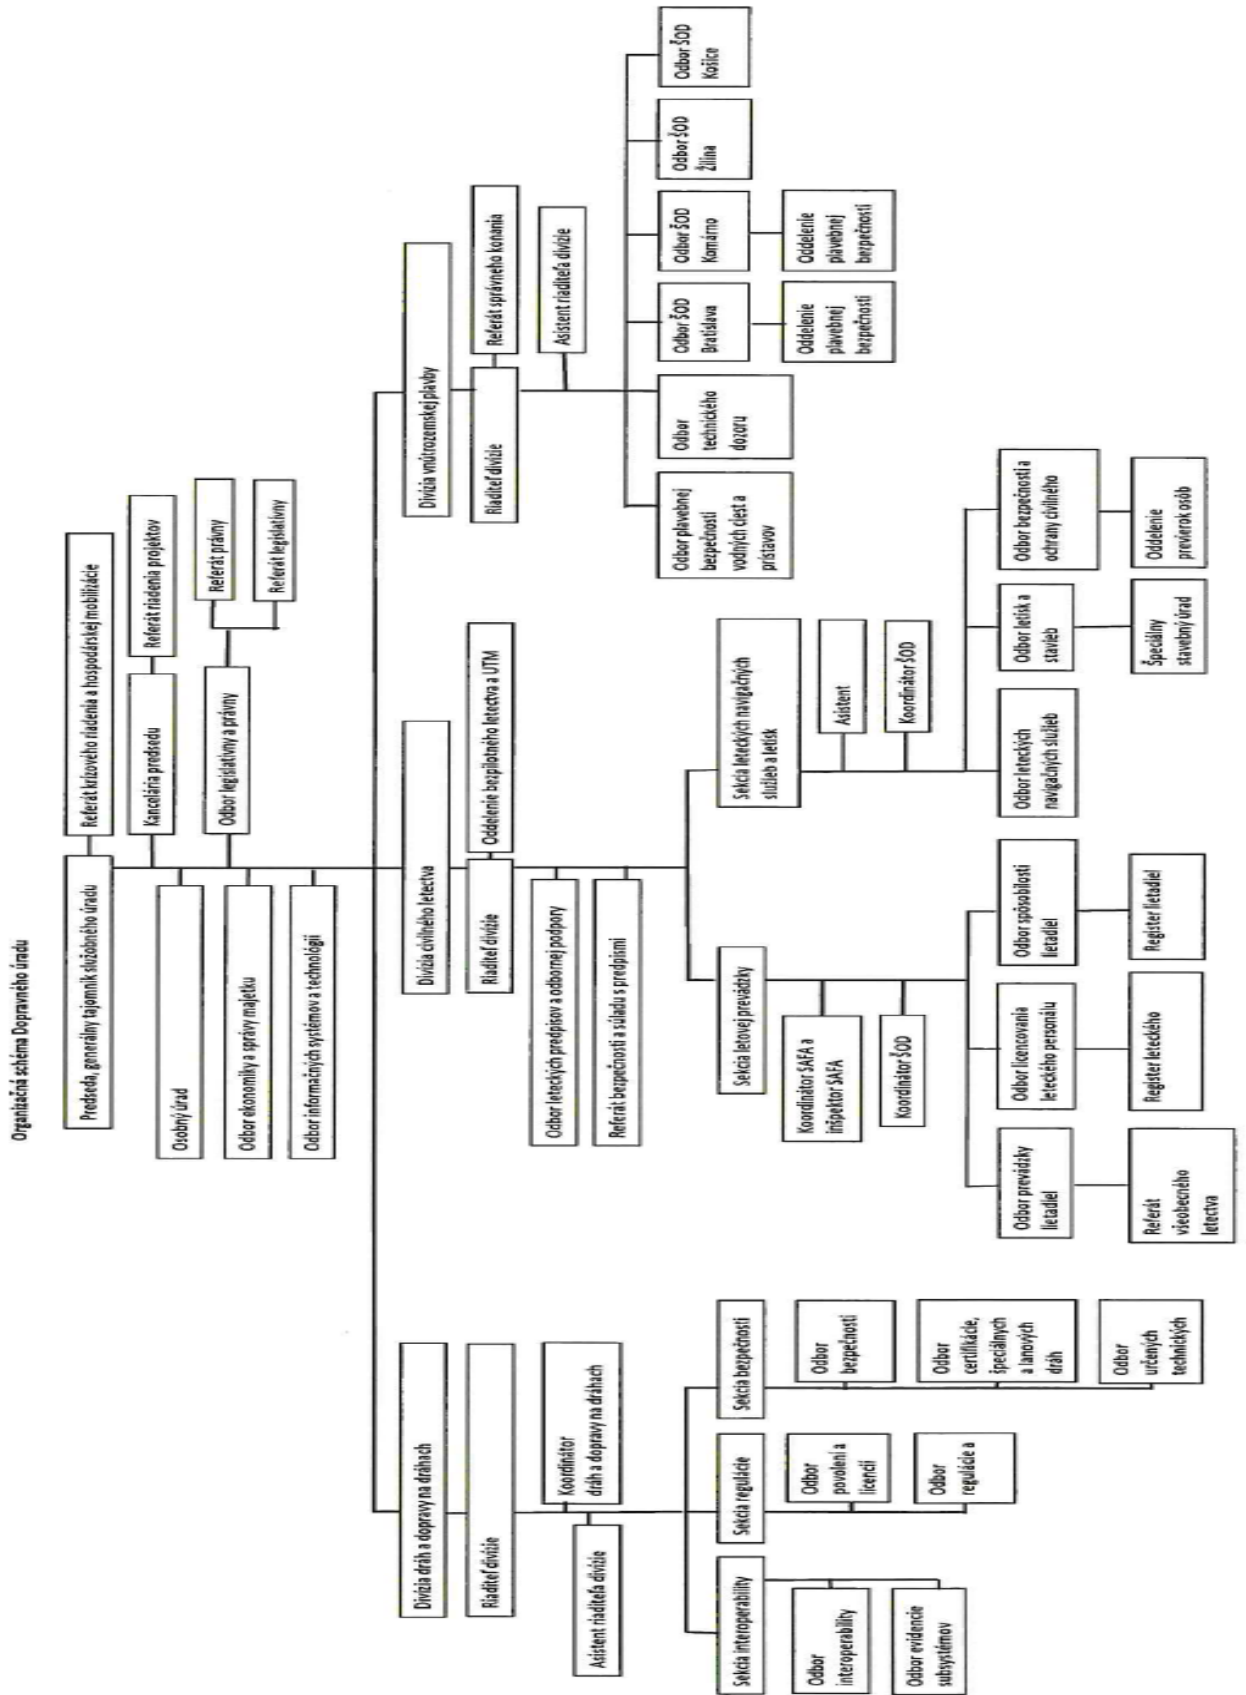 Organizačná schéma Dopravného úradu
Predseda, generálny tajomník služobného úradu
Referát krízového riadenia a hospodárskej mobilizácie
Kancelária predsedu
Referát riadenia projektov
Osobný úrad
Odbor legislatívny a právny
Referát právny
Referát legislatívny
Odbor ekonomiky a správy majetku
Odbor informačných systémov a technológií
Divízia dráh a dopravy na dráhach
Riaditeľ divízie
Koordinátor
dráh a dopravy na dráhach
Asistent riaditeľa divízie
Sekcia interoperability
Odbor
interoperability
Odbor evidencie
subsystémov
Sekcia regulácie
Odbor
povolení a
licencií
Odbor
regulácie a
Sekcia bezpečnosti
Odbor
bezpečnosti
Odbor
certifikácie,
špeciálnych
a lanových
dráh
Odbor
určených
technických
Divízia civilného letectva
Riaditeľ divízie
Oddelenie bezpilotného letectva a UTM
Odbor leteckých predpisov a odbornej podpory
Referát bezpečnosti a súladu s predpismi
Sekcia letovej prevádzky
Koordinátor SAFA a
inšpektor SAFA
Koordinátor ŠOD
Odbor prevádzky
lietadiel
Referát
všeobecného
letectva
Odbor licencovania
leteckého personálu
Register leteckého
Odbor spôsobilosti
lietadiel
Register lietadiel
Sekcia leteckých navigačných
služieb a letísk
Asistent
Koordinátor ŠOD
Odbor leteckých
navigačných služieb
Odbor letísk a
stavieb
Špeciálny
stavebný úrad
Odbor bezpečnosti a
ochrany civilného
Oddelenie
previerok osôb
Divízia vnútrozemskej plavby
Riaditeľ divízie
Referát správneho konania
Asistent riaditeľa divízie
Odbor plavebnej
bezpečnosti
vodných ciest a
prístavov
Odbor
technického
dozoru
Odbor ŠOD
Bratislava
Oddelenie
plavebnej
bezpečnosti
Odbor ŠOD
Komárno
Oddelenie
plavebnej
bezpečnosti
Odbor ŠOD
Žilina
Odbor ŠOD
Košice